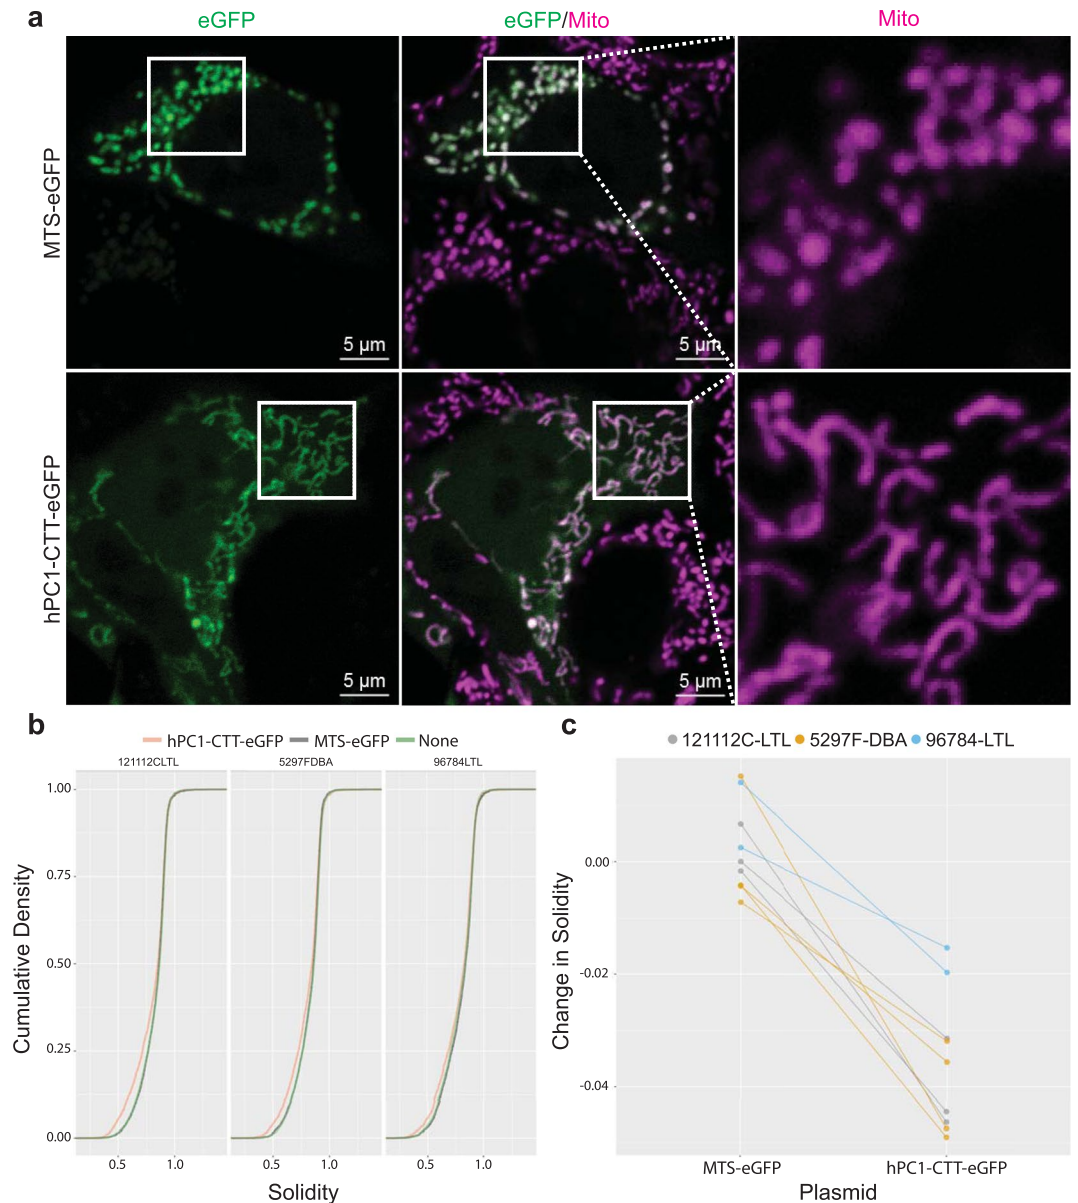 a
eGFP
eGFP/Mito
Mito
MTS-eGFP
5 µm
5 µm
hPC1-CTT-eGFP
5 µm
5 µm
b
hPC1-CTT-eGFP MTS-eGFP None
121112CLTL 5297FDBA 96784LTL
Cumulative Density
1.00
0.75
0.50
0.25
0.00
0.5 1.0 0.5 1.0 0.5 1.0
Solidity
c
121112C-LTL 5297F-DBA 96784-LTL
Change in Solidity
0.00
-0.02
-0.04
MTS-eGFP hPC1-CTT-eGFP
Plasmid